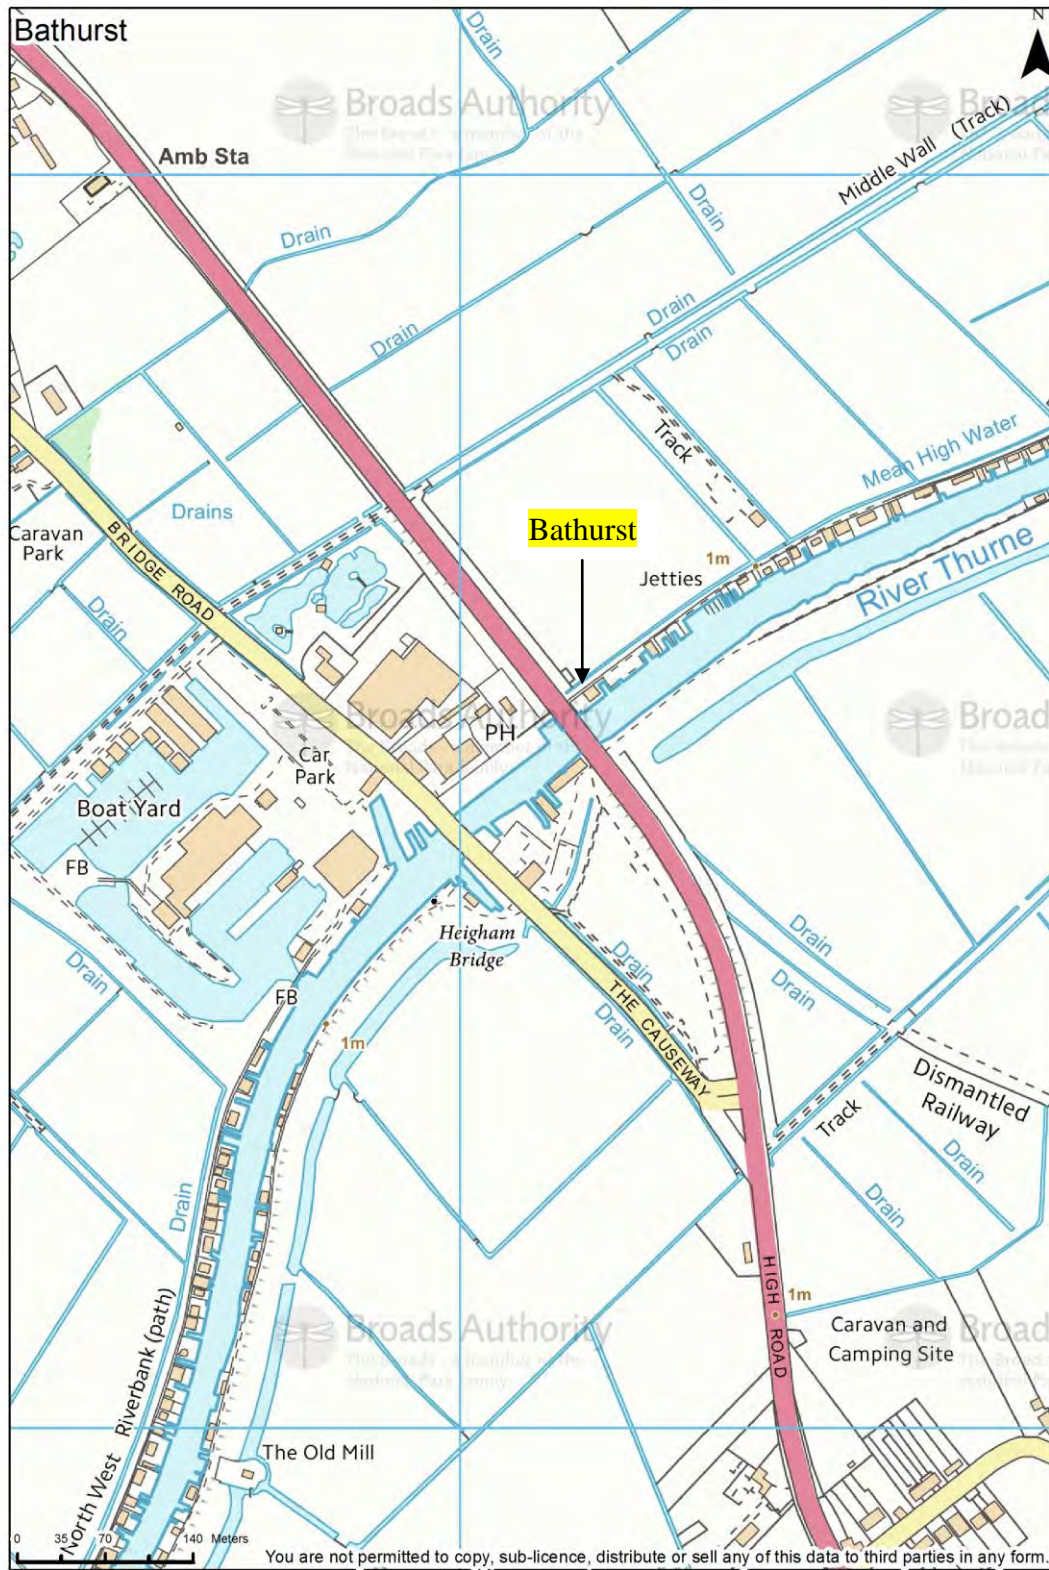 Bathurst
N
Drain
Broads Authority
Broads
Amb Sta
Middle Wall (Track)
Drain
Drain
Drain
Drain
Drain
Mean High Water
Track
Drains
Caravan
Park
BRIDGE ROAD
Bathurst
1m
Jetties
River Thurne
Drain
Broads Authority
Broad
PH
Car
Park
Boat Yard
FB
Heigham
Bridge
Drain
Drain
Drain
Drain
Drain
FB
THE CAUSEWAY
1m
Dismantled
Railway
Track
Drain
Drain
Drain
HIGH ROAD
1m
Caravan and
Camping Site
Broads Authority
Broad
North West Riverbank (path)
The Old Mill
0 35 70 140 Meters
You are not permitted to copy, sub-licence, distribute or sell any of this data to third parties in any form.